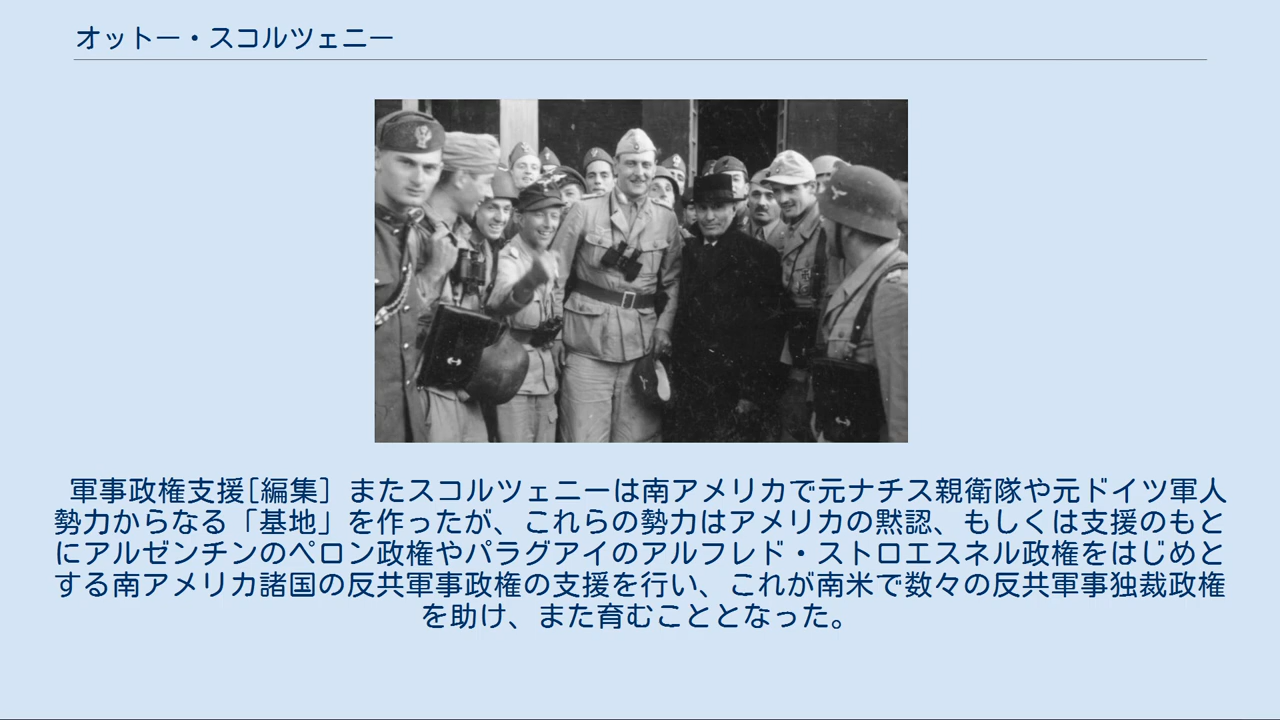 オットー・スコルツェニー
軍事政権支援[編集] またスコルツェニーは南アメリカで元ナチス親衛隊や元ドイツ軍人
勢力からなる「基地」を作ったが、これらの勢力はアメリカの黙認、もしくは支援のもと
にアルゼンチンのペロン政権やパラグアイのアルフレド・ストロエスネル政権をはじめと
する南アメリカ諸国の反共軍事政権の支援を行い、これが南米で数々の反共軍事独裁政権
を助け、また育むこととなった。